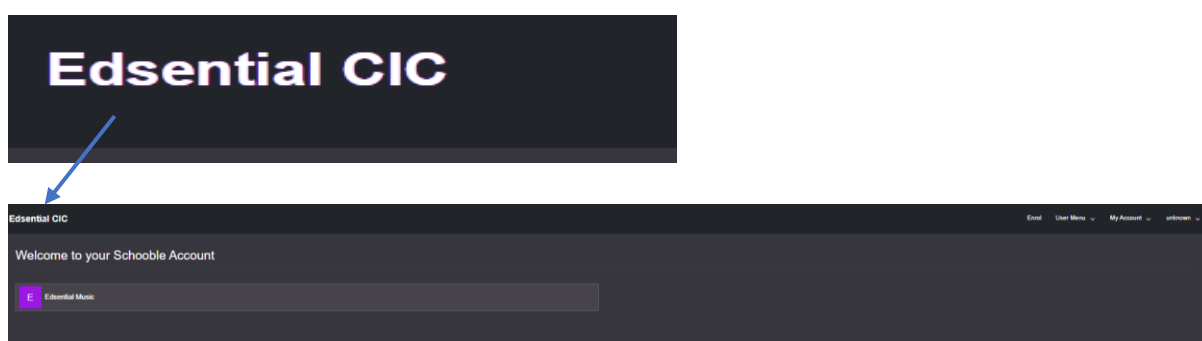 Edsential CIC
Edsential CIC Enrol User Menu My Account unknown
Welcome to your Schooble Account
E Edsential Music